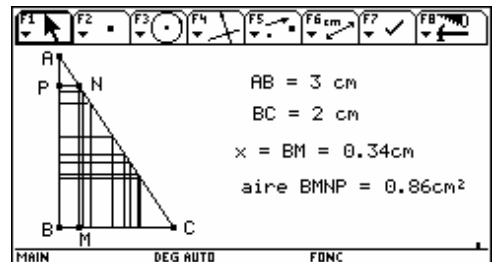 F1 F2 F3 F4 F5 F6 cm F7 F8
A
P N
B M C
AB = 3 cm
BC = 2 cm
x = BM = 0.34cm
aire BMNP = 0.86cm²
MAIN DEG AUTO FONC